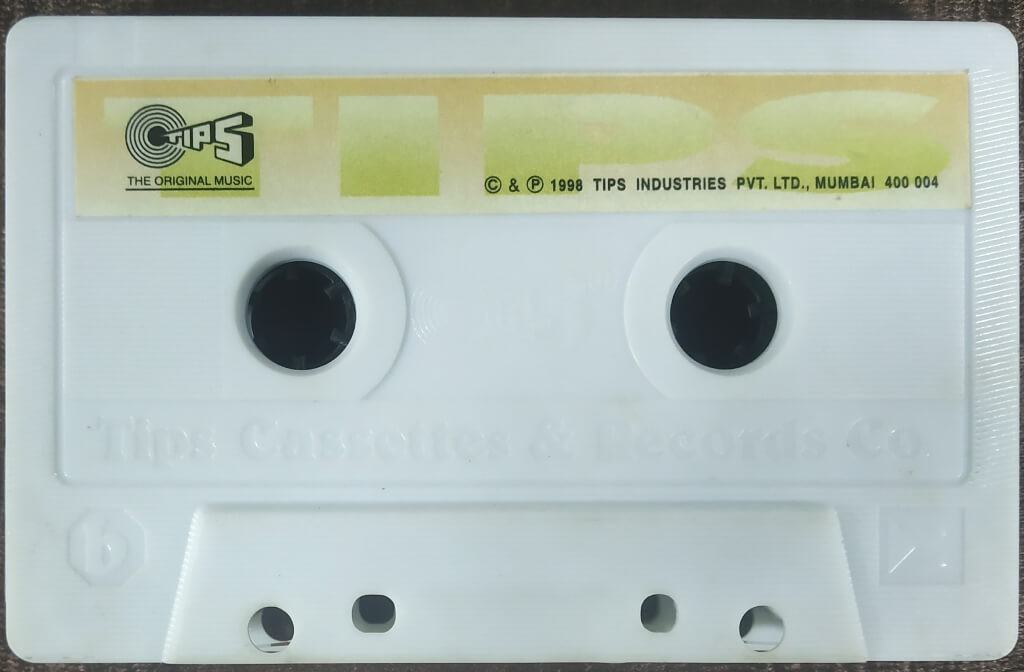 TIPS
TIPS
THE ORIGINAL MUSIC
© & ℗ 1998 TIPS INDUSTRIES PVT. LTD., MUMBAI 400 004
Tips Cassettes & Records Co.
b